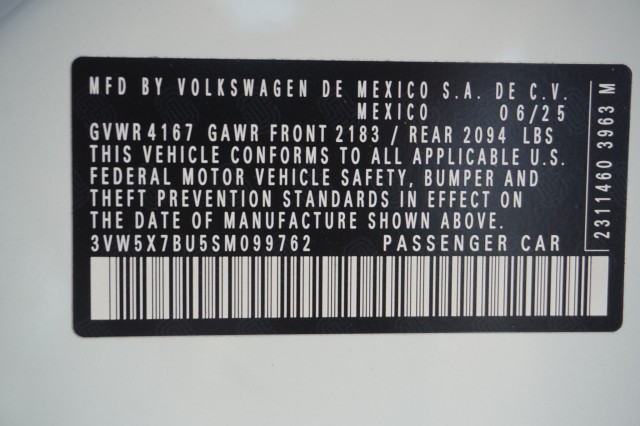 MFD BY VOLKSWAGEN DE MEXICO S.A. DE C.V.
MEXICO 06/25
GVWR 4167 GAWR FRONT 2183 / REAR 2094 LBS
THIS VEHICLE CONFORMS TO ALL APPLICABLE U.S.
FEDERAL MOTOR VEHICLE SAFETY, BUMPER AND
THEFT PREVENTION STANDARDS IN EFFECT ON
THE DATE OF MANUFACTURE SHOWN ABOVE.
3VW5X7BU5SM099762 PASSENGER CAR
2311460 3963 M